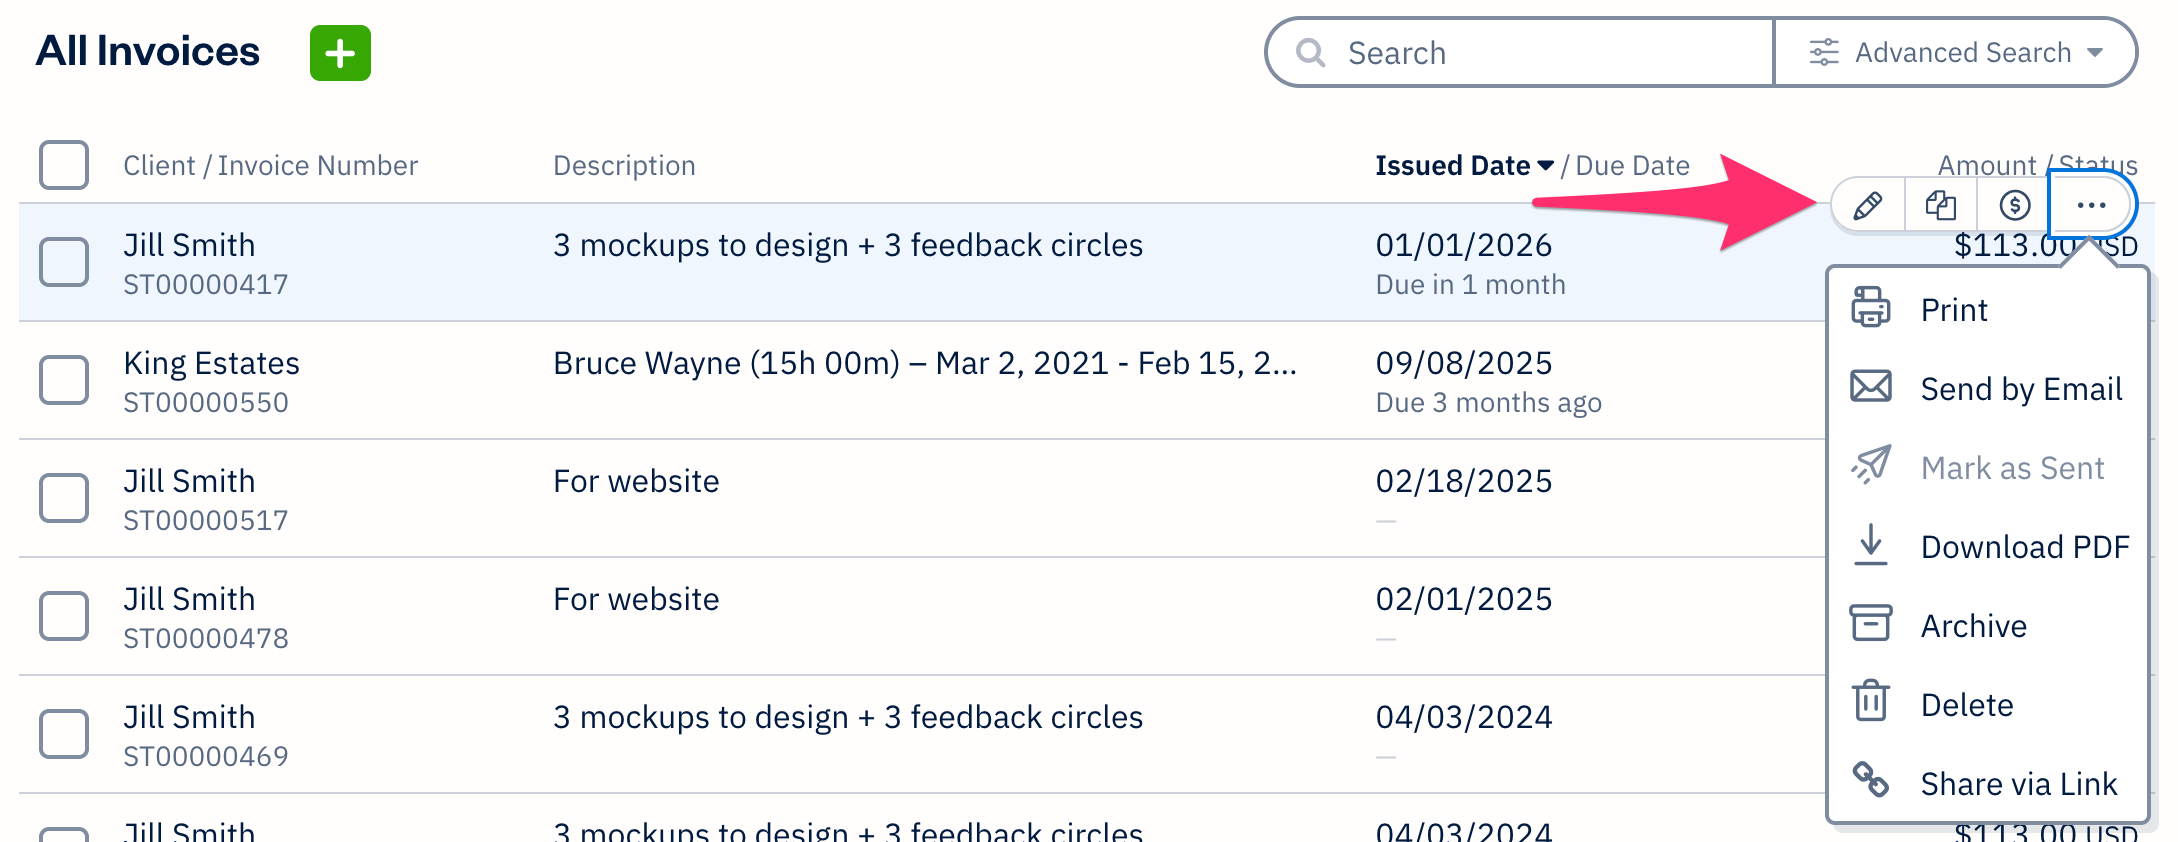 All Invoices
Search
Advanced Search
Client / Invoice Number
Description
Issued Date / Due Date
Amount / Status
Jill Smith
3 mockups to design + 3 feedback circles
01/01/2026
$113.00 USD
ST00000417
Due in 1 month
King Estates
Bruce Wayne (15h 00m) – Mar 2, 2021 - Feb 15, 2...
09/08/2025
ST00000550
Due 3 months ago
Jill Smith
For website
02/18/2025
ST00000517
—
Jill Smith
For website
02/01/2025
ST00000478
—
Jill Smith
3 mockups to design + 3 feedback circles
04/03/2024
ST00000469
—
Jill Smith
3 mockups to design + 3 feedback circles
04/03/2024
$113.00 USD
Print
Send by Email
Mark as Sent
Download PDF
Archive
Delete
Share via Link